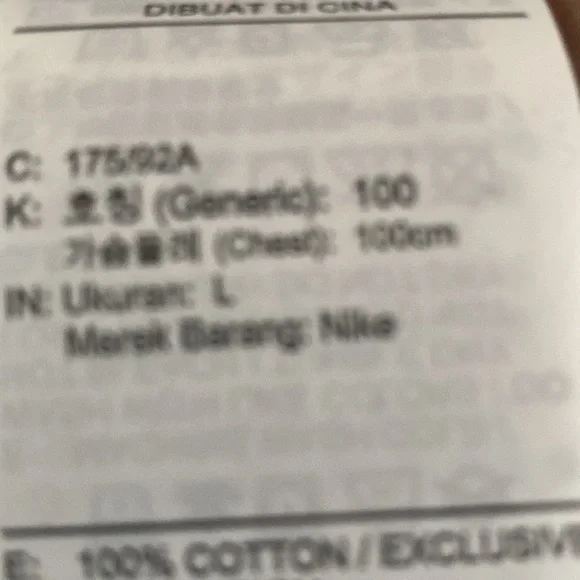 DIBUAT DI CINA
C: 175/92A
K: 호칭 (Generic): 100
가슴둘레 (Chest): 100cm
IN: Ukuran: L
Merek Barang: Nike
E: 100% COTTON / EXCLUSIVE